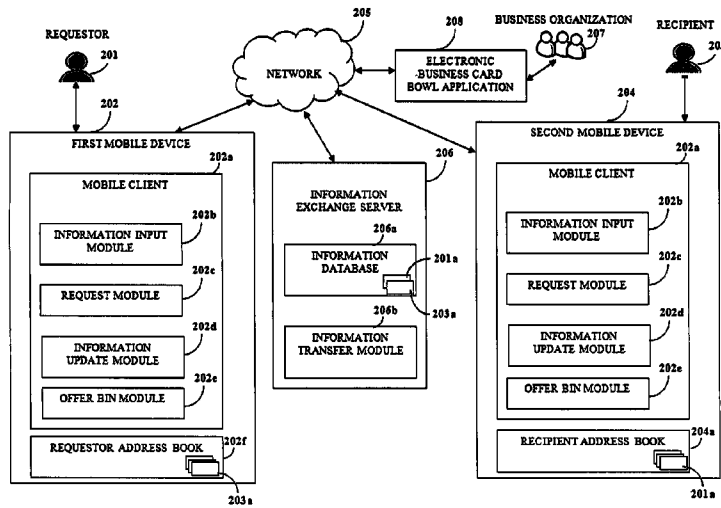 REQUESTOR
201
205
NETWORK
208
ELECTRONIC
-BUSINESS CARD
BOWL APPLICATION
BUSINESS ORGANIZATION
207
RECIPIENT
20
202
FIRST MOBILE DEVICE
202a
MOBILE CLIENT
202b
INFORMATION INPUT
MODULE
202c
REQUEST MODULE
202d
INFORMATION
UPDATE MODULE
202e
OFFER BIN MODULE
REQUESTOR ADDRESS BOOK
202f
203a
206
INFORMATION
EXCHANGE SERVER
206a
INFORMATION
DATABASE
201a
203a
206b
INFORMATION
TRANSFER MODULE
204
SECOND MOBILE DEVICE
202a
MOBILE CLIENT
202b
INFORMATION INPUT
MODULE
202c
REQUEST MODULE
202d
INFORMATION
UPDATE MODULE
202e
OFFER BIN MODULE
RECIPIENT ADDRESS BOOK
204a
201a